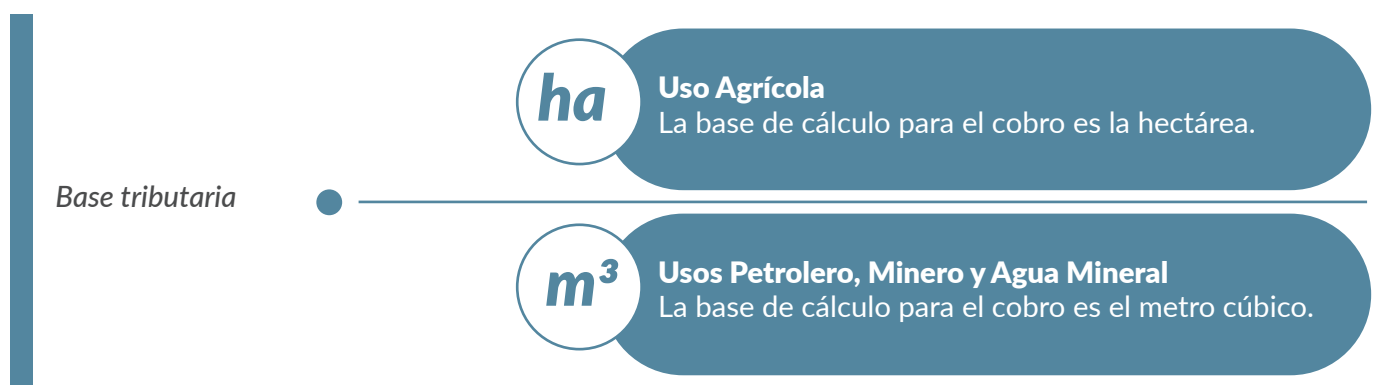 Base tributaria
ha
Uso Agrícola
La base de cálculo para el cobro es la hectárea.
m³
Usos Petrolero, Minero y Agua Mineral
La base de cálculo para el cobro es el metro cúbico.